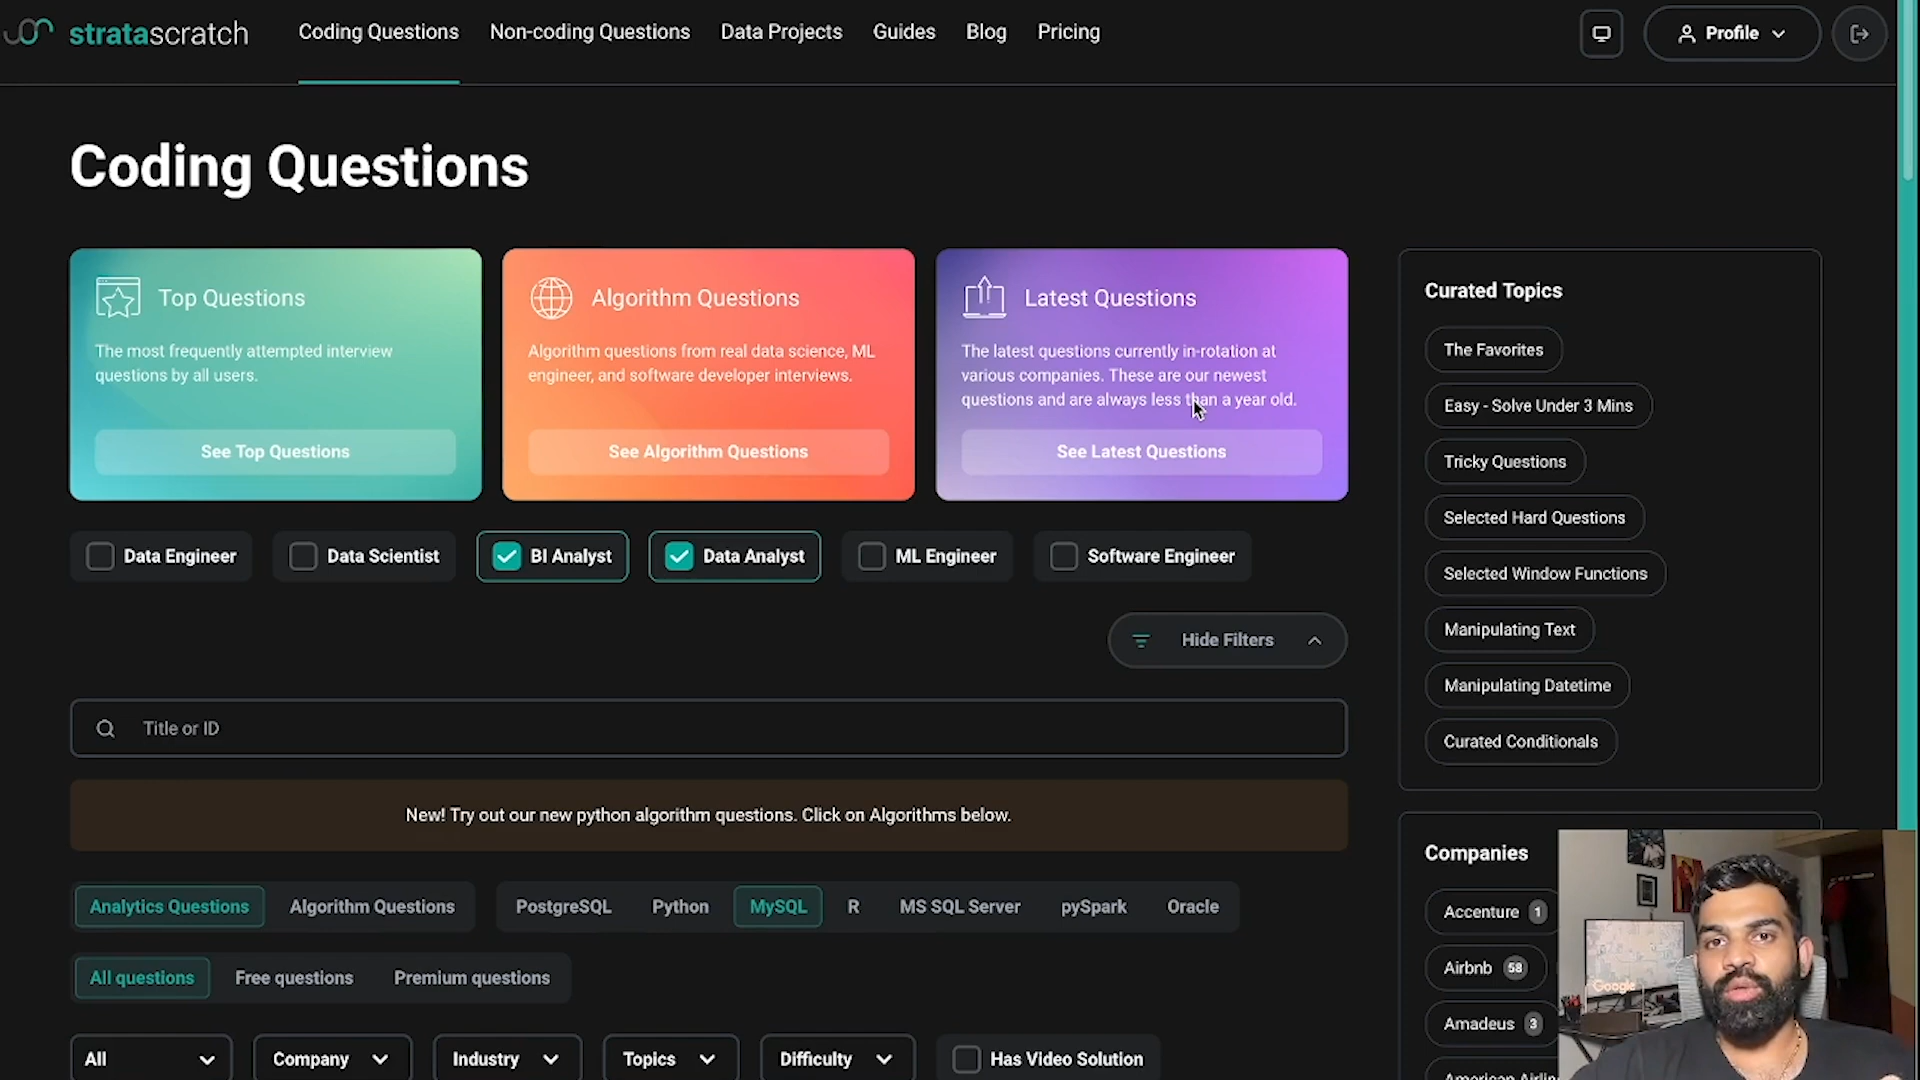 stratascratch
Coding Questions
Non-coding Questions
Data Projects
Guides
Blog
Pricing
Profile
Coding Questions
Top Questions
The most frequently attempted interview
questions by all users.
See Top Questions
Algorithm Questions
Algorithm questions from real data science, ML
engineer, and software developer interviews.
See Algorithm Questions
Latest Questions
The latest questions currently in-rotation at
various companies. These are our newest
questions and are always less than a year old.
See Latest Questions
Data Engineer
Data Scientist
BI Analyst
Data Analyst
ML Engineer
Software Engineer
Hide Filters
Title or ID
New! Try out our new python algorithm questions. Click on Algorithms below.
Analytics Questions
Algorithm Questions
PostgreSQL
Python
MySQL
R
MS SQL Server
pySpark
Oracle
All questions
Free questions
Premium questions
All
Company
Industry
Topics
Difficulty
Has Video Solution
Curated Topics
The Favorites
Easy - Solve Under 3 Mins
Tricky Questions
Selected Hard Questions
Selected Window Functions
Manipulating Text
Manipulating Datetime
Curated Conditionals
Companies
Accenture 1
Airbnb 58
Amadeus 3
American
Google